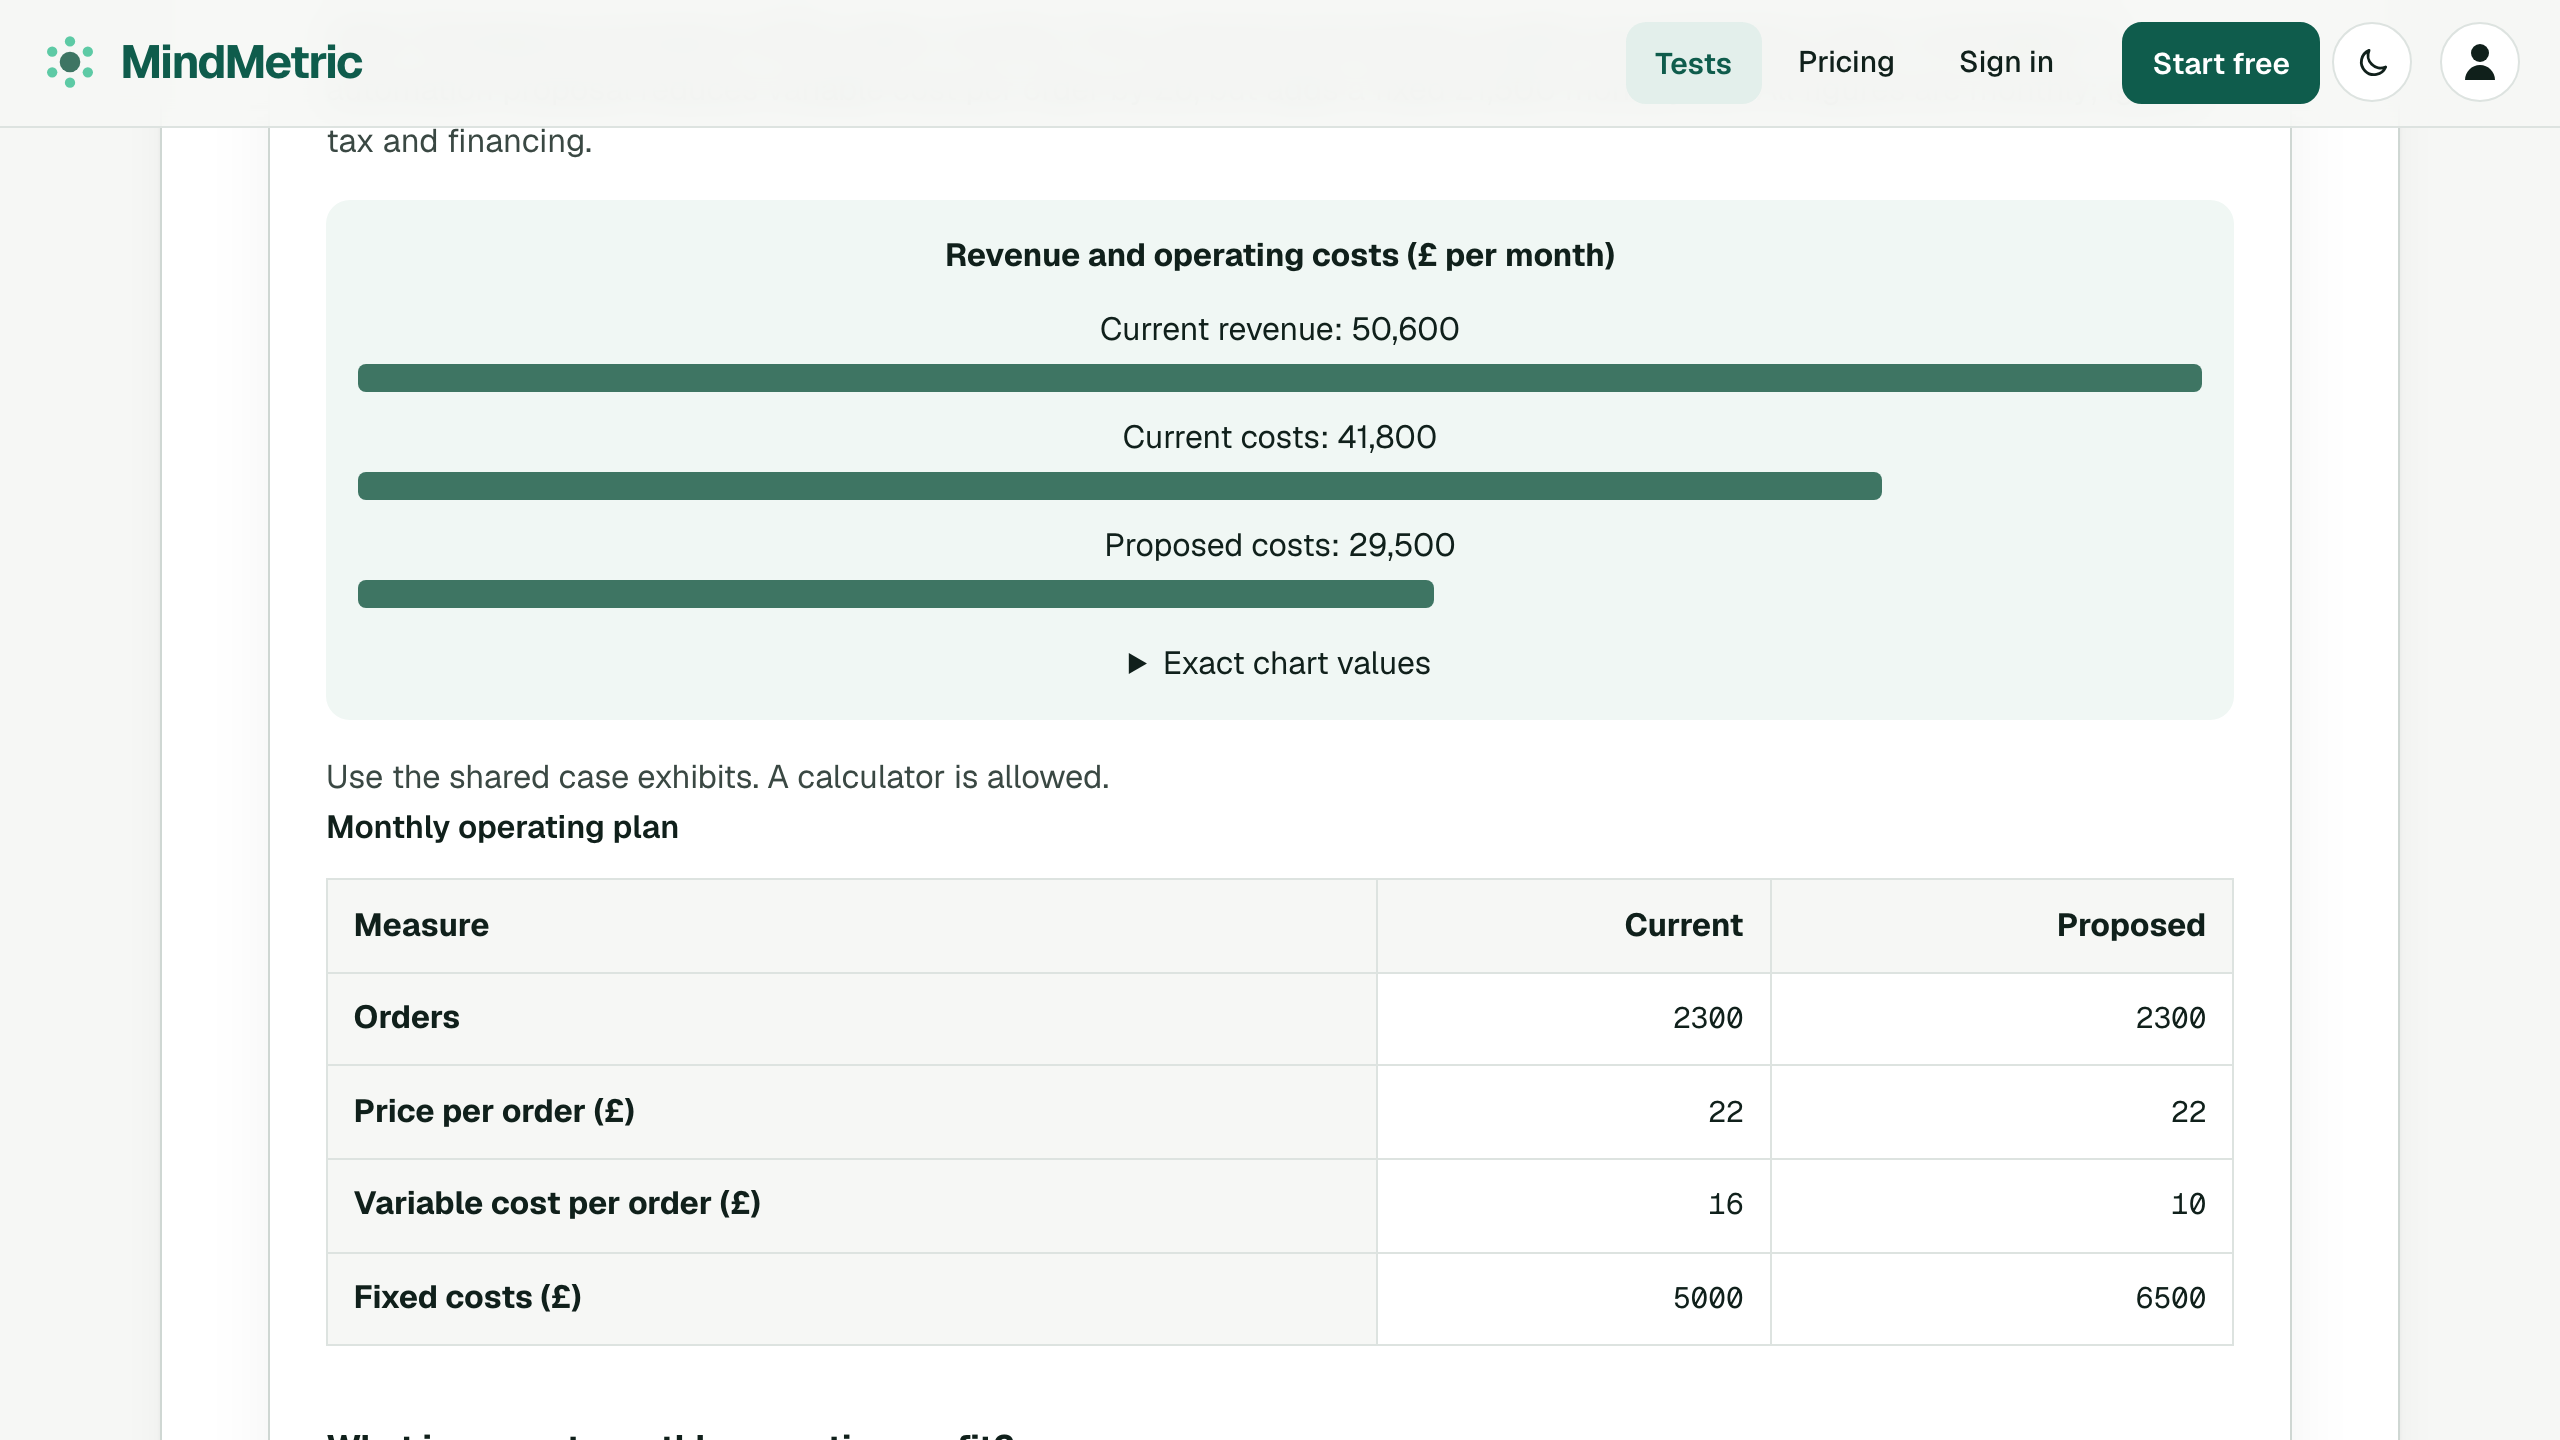 MindMetric
Tests
Pricing
Sign in
Start free
tax and financing.
Revenue and operating costs (£ per month)
Current revenue: 50,600
Current costs: 41,800
Proposed costs: 29,500
Exact chart values
Use the shared case exhibits. A calculator is allowed.
Monthly operating plan
Measure Current Proposed
Orders 2300 2300
Price per order (£) 22 22
Variable cost per order (£) 16 10
Fixed costs (£) 5000 6500